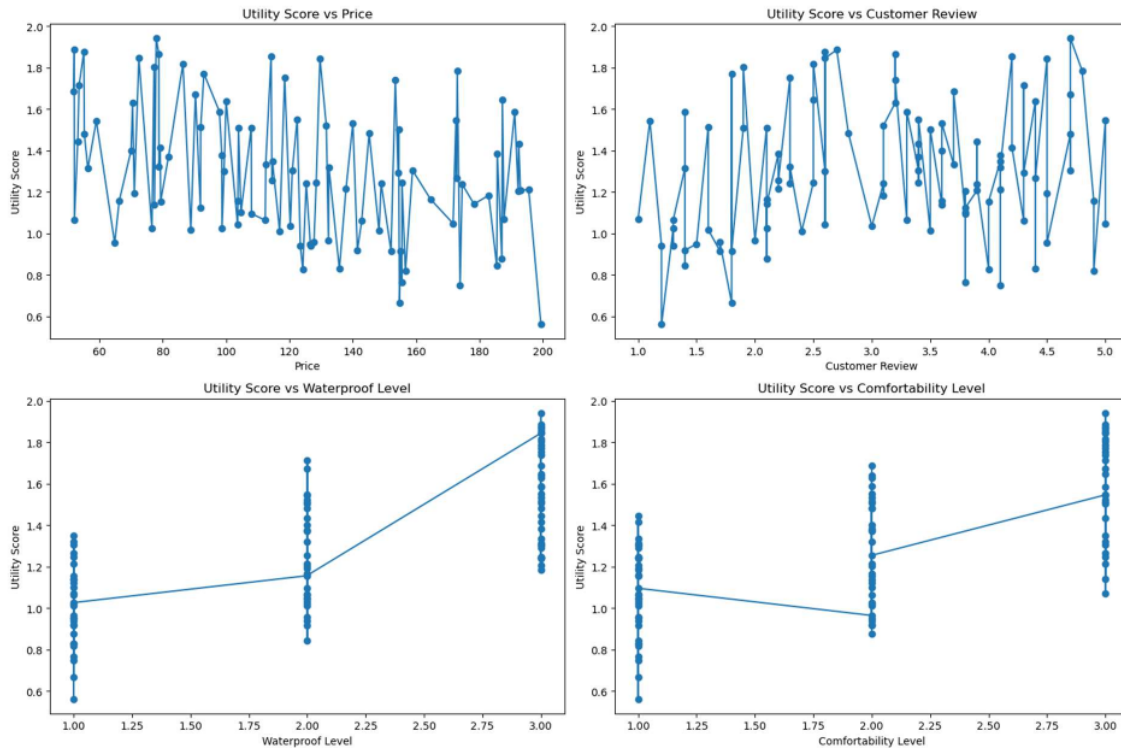 Utility Score vs Price
Utility Score
2.0
1.8
1.6
1.4
1.2
1.0
0.8
0.6
60 80 100 120 140 160 180 200
Price
Utility Score vs Customer Review
Utility Score
2.0
1.8
1.6
1.4
1.2
1.0
0.8
0.6
1.0 1.5 2.0 2.5 3.0 3.5 4.0 4.5 5.0
Customer Review
Utility Score vs Waterproof Level
Utility Score
2.0
1.8
1.6
1.4
1.2
1.0
0.8
0.6
1.00 1.25 1.50 1.75 2.00 2.25 2.50 2.75 3.00
Waterproof Level
Utility Score vs Comfortability Level
Utility Score
2.0
1.8
1.6
1.4
1.2
1.0
0.8
0.6
1.00 1.25 1.50 1.75 2.00 2.25 2.50 2.75 3.00
Comfortability Level